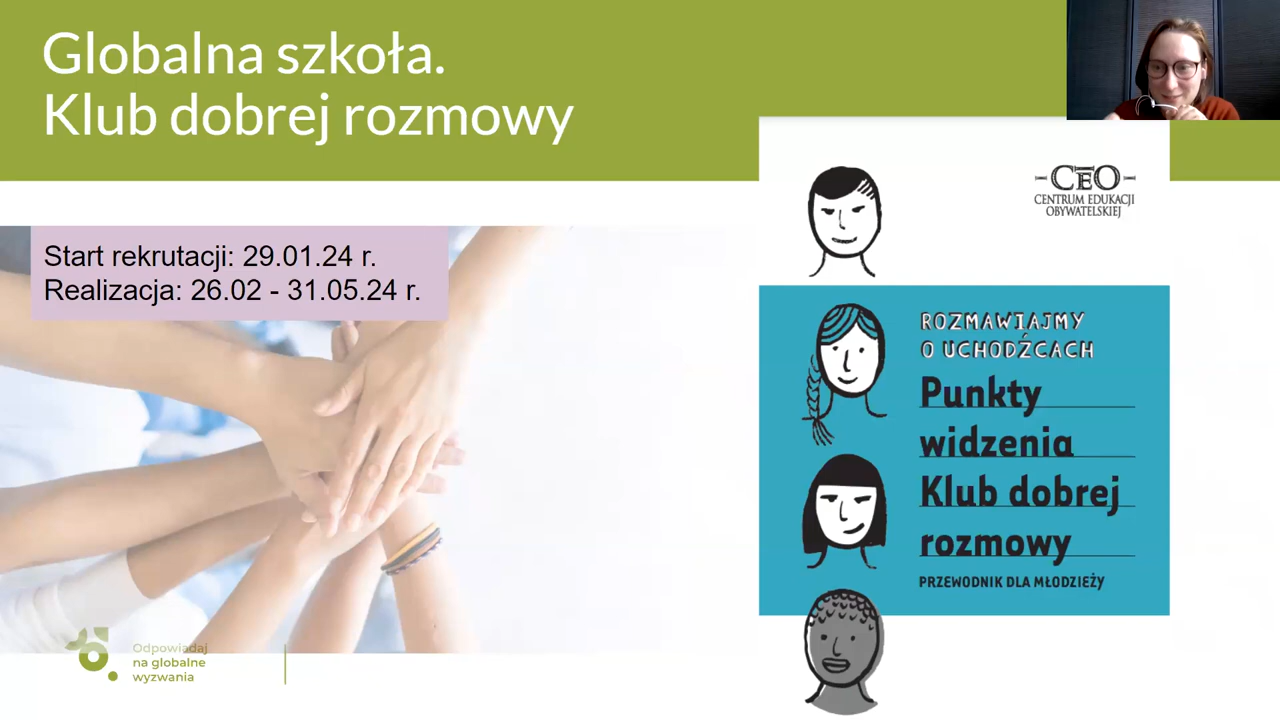 Globalna szkoła.
Klub dobrej rozmowy
Start rekrutacji: 29.01.24 r.
Realizacja: 26.02 - 31.05.24 r.
CEO
CENTRUM EDUKACJI
OBYWATELSKIEJ
ROZMAWIAJMY
O UCHODŹCACH
Punkty
widzenia
Klub dobrej
rozmowy
PRZEWODNIK DLA MŁODZIEŻY
Odpowiadaj
na globalne
wyzwania